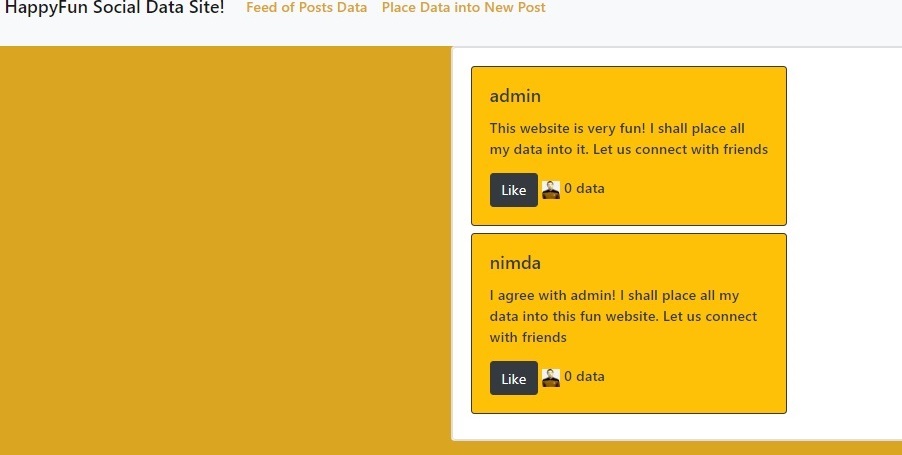 HappyFun Social Data Site! Feed of Posts Data Place Data into New Post
admin
This website is very fun! I shall place all
my data into it. Let us connect with friends
Like 0 data
nimda
I agree with admin! I shall place all my
data into this fun website. Let us connect
with friends
Like 0 data